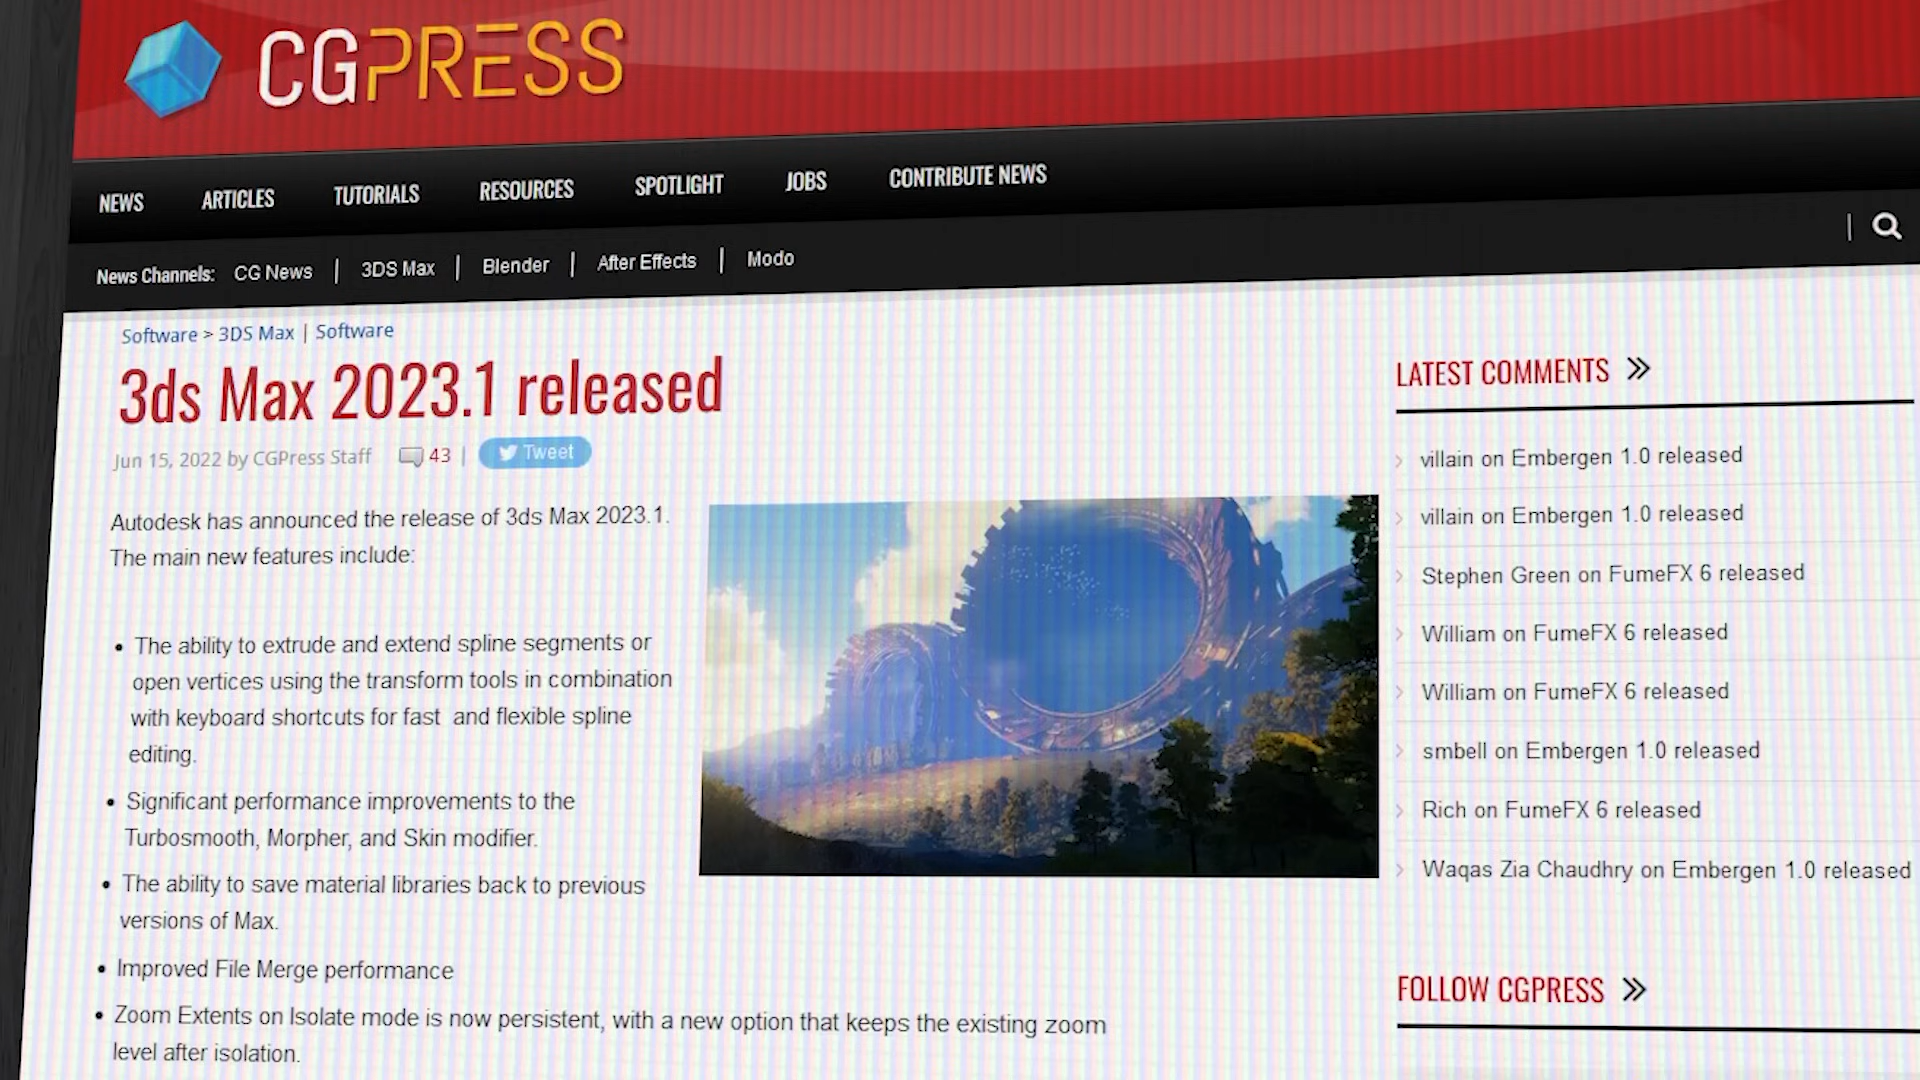 CGPRESS
NEWS ARTICLES TUTORIALS RESOURCES SPOTLIGHT JOBS CONTRIBUTE NEWS
News Channels: CG News | 3DS Max | Blender | After Effects | Modo
Software > 3DS Max | Software
3ds Max 2023.1 released
Jun 15, 2022 by CGPress Staff 43 | Tweet
Autodesk has announced the release of 3ds Max 2023.1.
The main new features include:
• The ability to extrude and extend spline segments or
open vertices using the transform tools in combination
with keyboard shortcuts for fast and flexible spline
editing.
• Significant performance improvements to the
Turbosmooth, Morpher, and Skin modifier.
• The ability to save material libraries back to previous
versions of Max.
• Improved File Merge performance
• Zoom Extents on Isolate mode is now persistent, with a new option that keeps the existing zoom
level after isolation.
LATEST COMMENTS
villain on Embergen 1.0 released
villain on Embergen 1.0 released
Stephen Green on FumeFX 6 released
William on FumeFX 6 released
William on FumeFX 6 released
smbell on Embergen 1.0 released
Rich on FumeFX 6 released
Waqas Zia Chaudhry on Embergen 1.0 released
FOLLOW CGPRESS